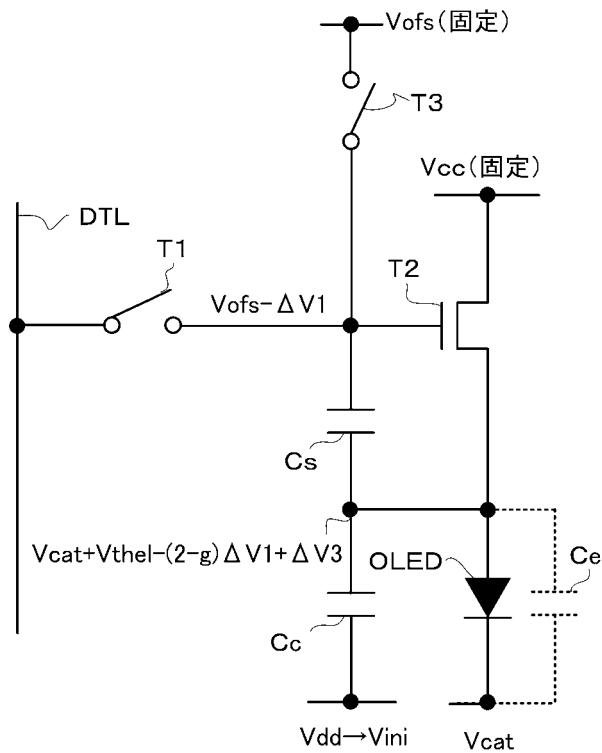 Vofs(固定)
T3
Vcc(固定)
DTL
T1
T2
Vofs-ΔV1
Cs
Vcat+Vthel-(2-g)ΔV1+ΔV3
OLED
Ce
Cc
Vdd→Vini
Vcat